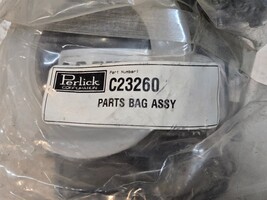 Perlick
CORPORATION
Part Number:
C23260
PARTS BAG ASSY